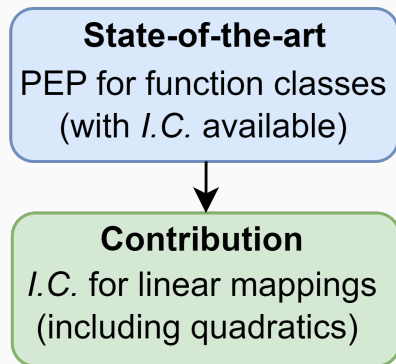 State-of-the-art
PEP for function classes
(with I.C. available)
Contribution
I.C. for linear mappings
(including quadratics)